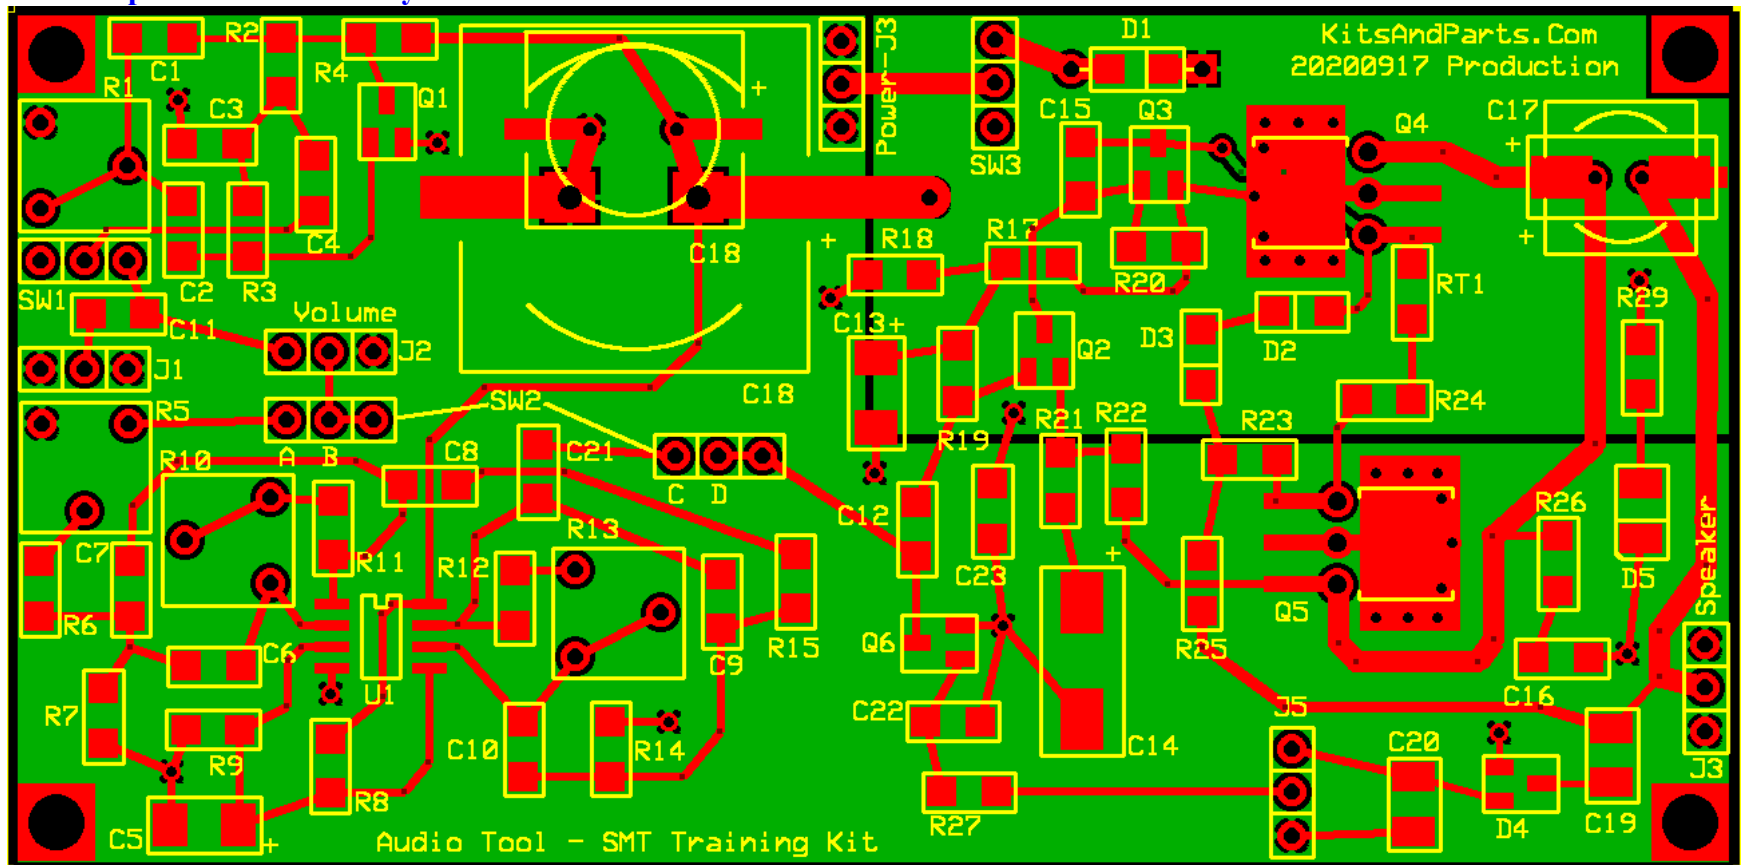 C1
R2
R4
Power-J3
D1
KitsAndParts.Com
20200917 Production
R1
C3
Q1
+
C15
Q3
Q4
C17
+
SW3
C4
C18
+
R18
R17
R20
+
SW1
C2
R3
RT1
R29
Volume
C11
J2
C13+
D3
D2
J1
Q2
R5
SW2
C18
R24
R19
R21
R22
R23
A
B
R10
C8
C21
C
D
C12
R26
R13
Speaker
C7
R11
R12
C23
+
D5
Q5
R6
C6
R15
Q6
R25
C9
U1
R7
C16
C22
J5
C10
R14
C14
C20
R9
J3
R8
C5
+
Audio Tool - SMT Training Kit
R27
D4
C19